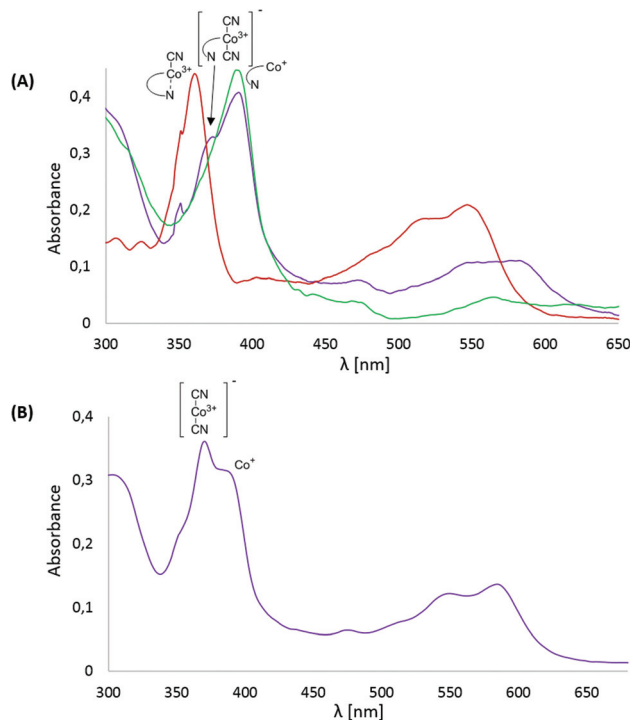 CN
CN
Co3+
N
CN
Co3+
CN
-
N
Co+
N
(A)
0,4
0,3
0,2
0,1
0
Absorbance
300
350
400
450
500
550
600
650
λ [nm]
CN
Co3+
CN
-
Co+
(B)
0,4
0,3
0,2
0,1
0
Absorbance
300
350
400
450
500
550
600
650
λ [nm]